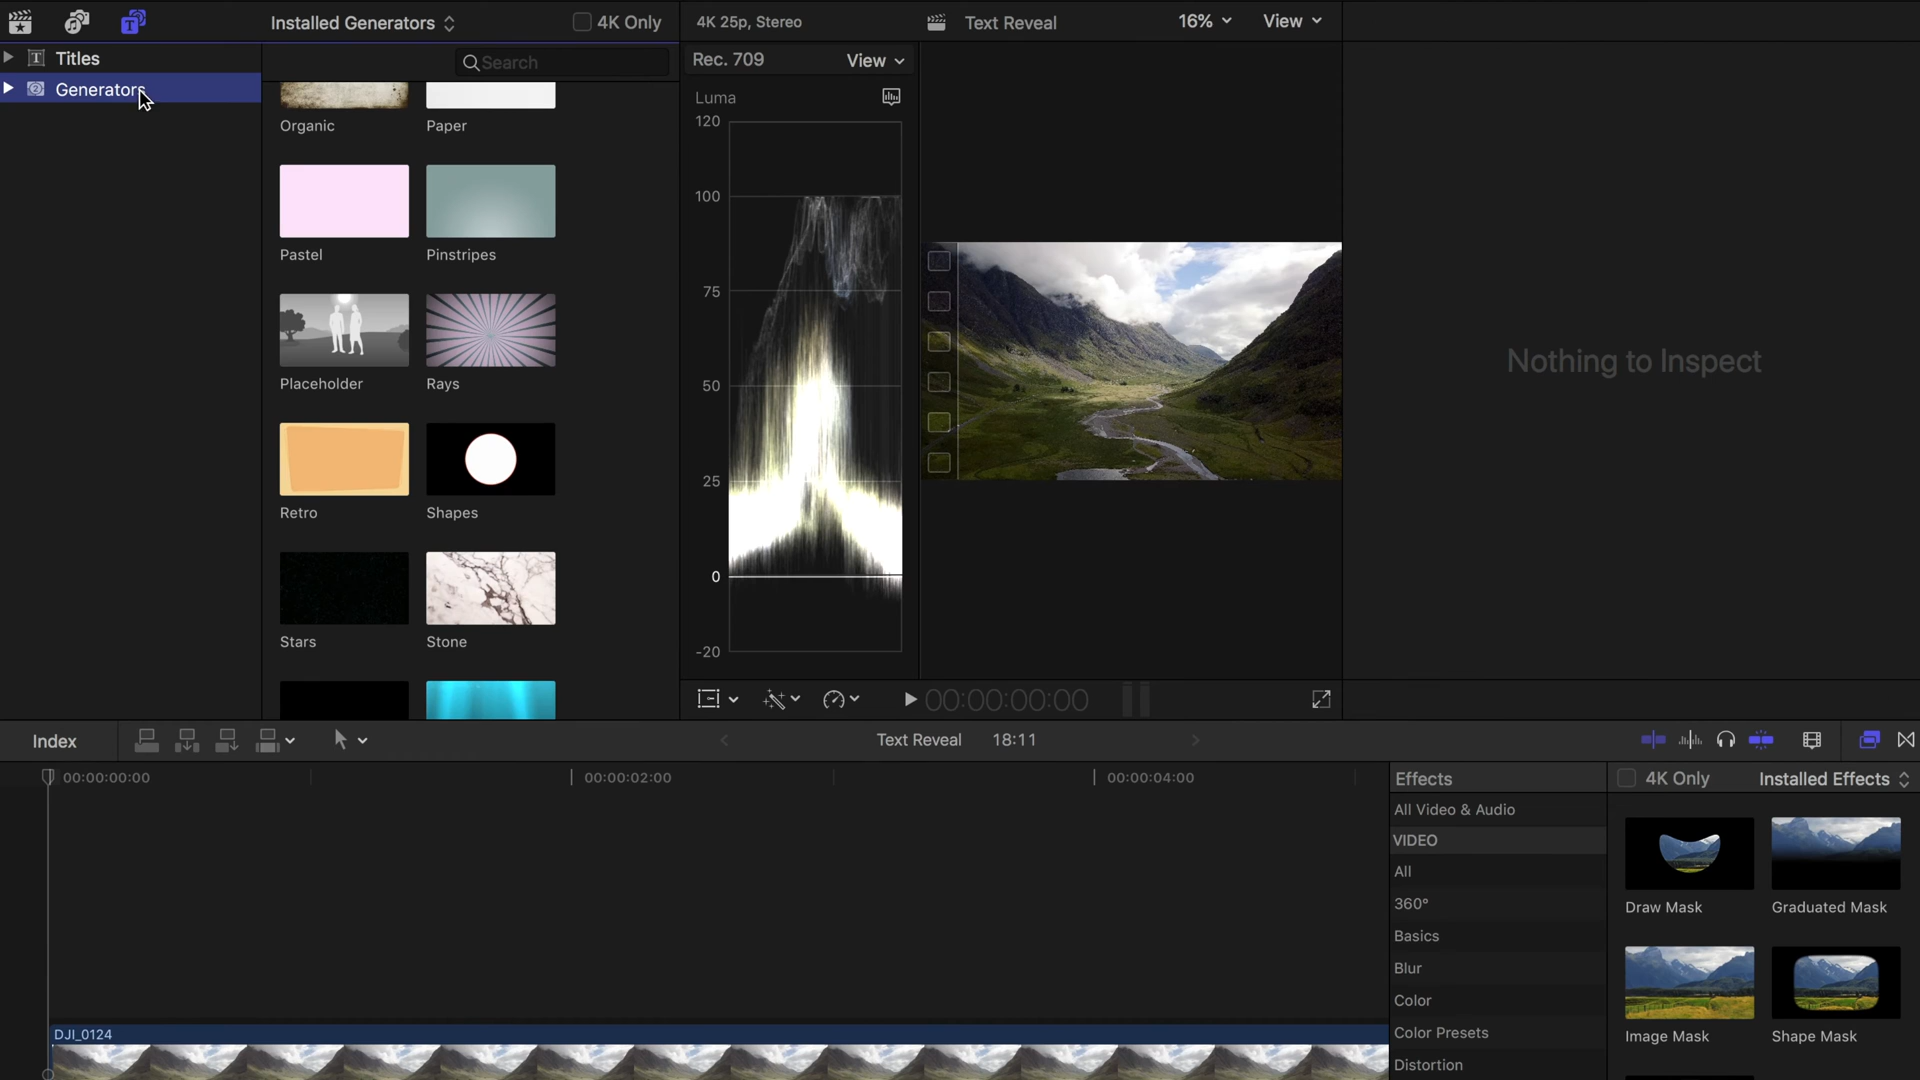 Installed Generators
4K Only
4K 25p, Stereo
Text Reveal
16%
View
Titles
Search
Rec. 709
View
Generators
Luma
120
100
75
50
25
0
-20
Organic
Paper
Pastel
Pinstripes
Placeholder
Rays
Retro
Shapes
Stars
Stone
Nothing to Inspect
00:00:00:00
Index
Text Reveal
18:11
00:00:00:00
00:00:02:00
00:00:04:00
DJI_0124
Effects
4K Only
Installed Effects
All Video & Audio
VIDEO
All
360°
Basics
Blur
Color
Color Presets
Distortion
Draw Mask
Graduated Mask
Image Mask
Shape Mask